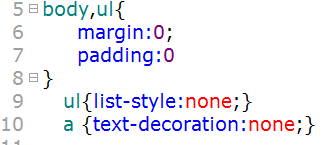 5 body,ul{
6 margin:0;
7 padding:0
8 }
9 ul{list-style:none;}
10 a {text-decoration:none;}